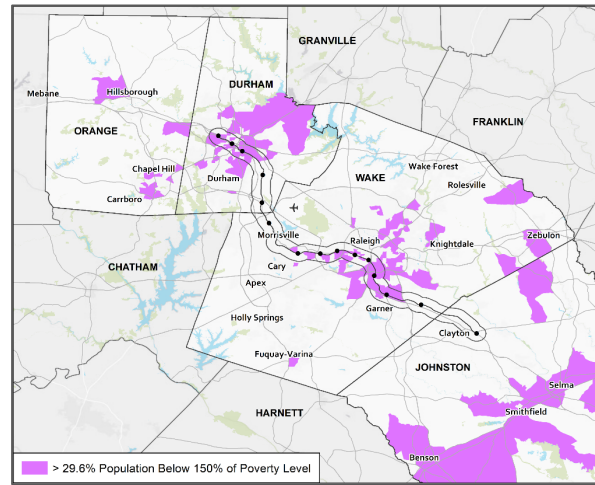 GRANVILLE
DURHAM
Mebane
Hillsborough
FRANKLIN
ORANGE
Wake Forest
Chapel Hill
WAKE
Durham
Rolesville
Carrboro
Morrisville
Raleigh
Zebulon
Knightdale
CHATHAM
Cary
Apex
Holly Springs
Garner
Clayton
Fuquay-Varina
JOHNSTON
Selma
HARNETT
Smithfield
Benson
> 29.6% Population Below 150% of Poverty Level